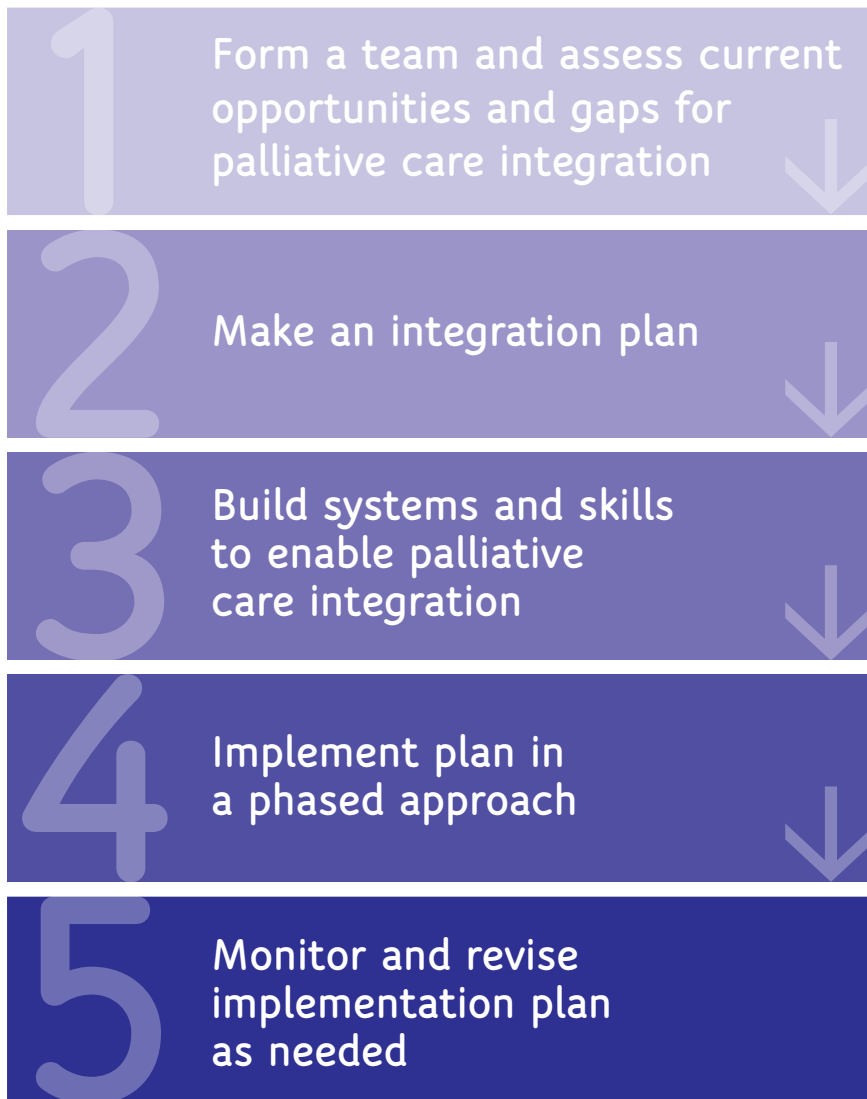 1
Form a team and assess current
opportunities and gaps for
palliative care integration
2
Make an integration plan
3
Build systems and skills
to enable palliative
care integration
4
Implement plan in
a phased approach
5
Monitor and revise
implementation plan
as needed